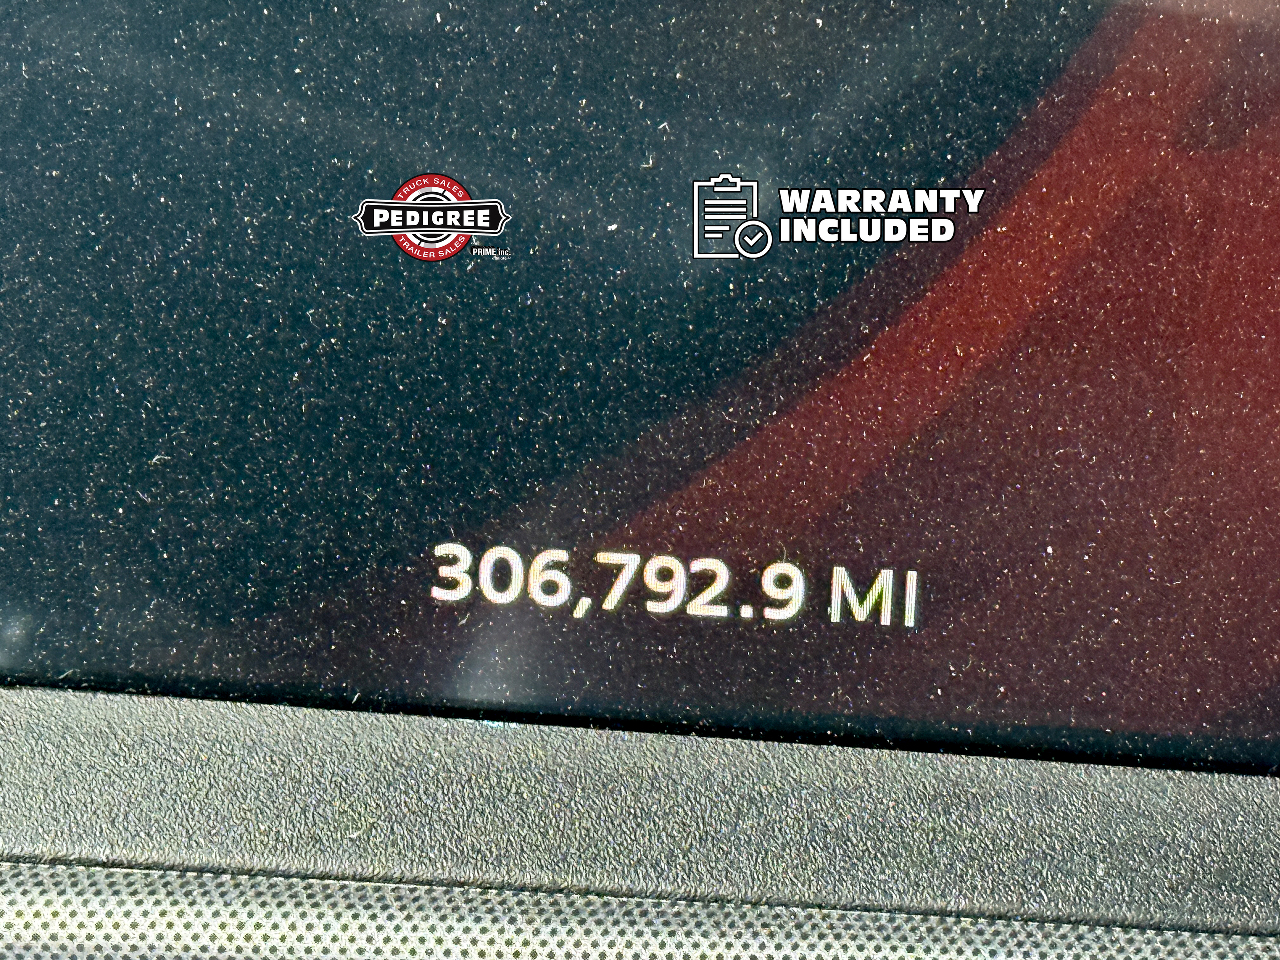 TRUCK SALES
PEDIGREE
TRAILER SALES
PRIME inc.
WARRANTY
INCLUDED
306,792.9 MI